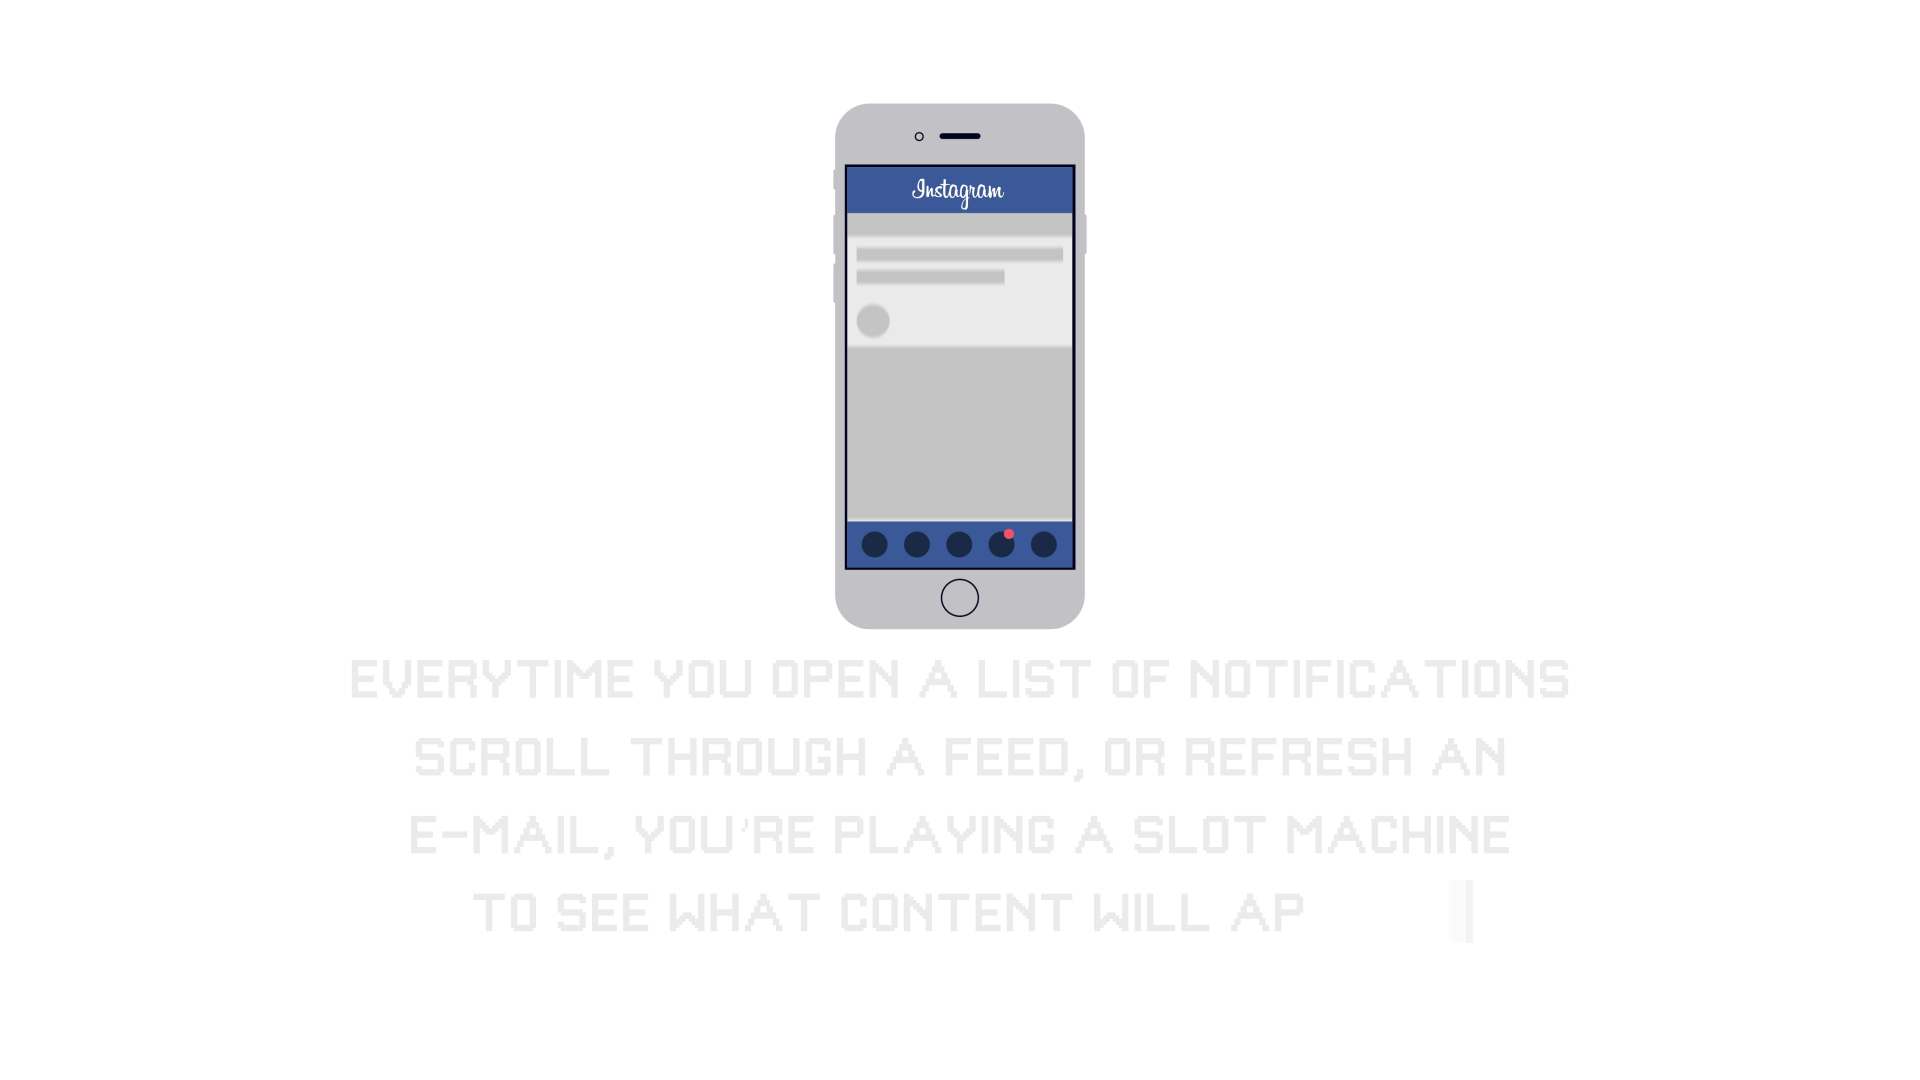 Instagram
EVERYTIME YOU OPEN A LIST OF NOTIFICATIONS
SCROLL THROUGH A FEED, OR REFRESH AN
E-MAIL, YOU'RE PLAYING A SLOT MACHINE
TO SEE WHAT CONTENT WILL AP